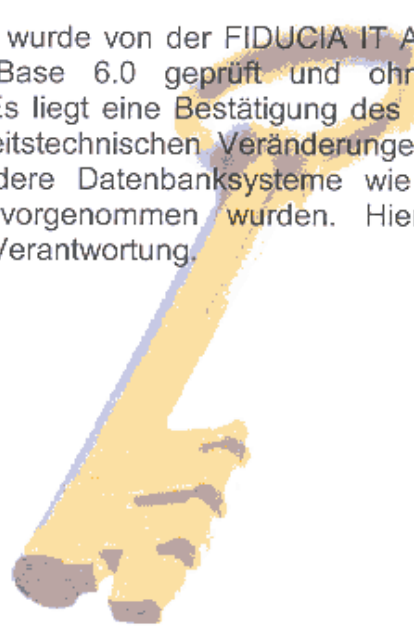 wurde von der FIDUCIA IT A
Base 6.0 geprüft und ohn
Es liegt eine Bestätigung des
eitstechnischen Veränderunge
dere Datenbanksysteme wie
vorgenommen wurden. Hier
Verantwortung.